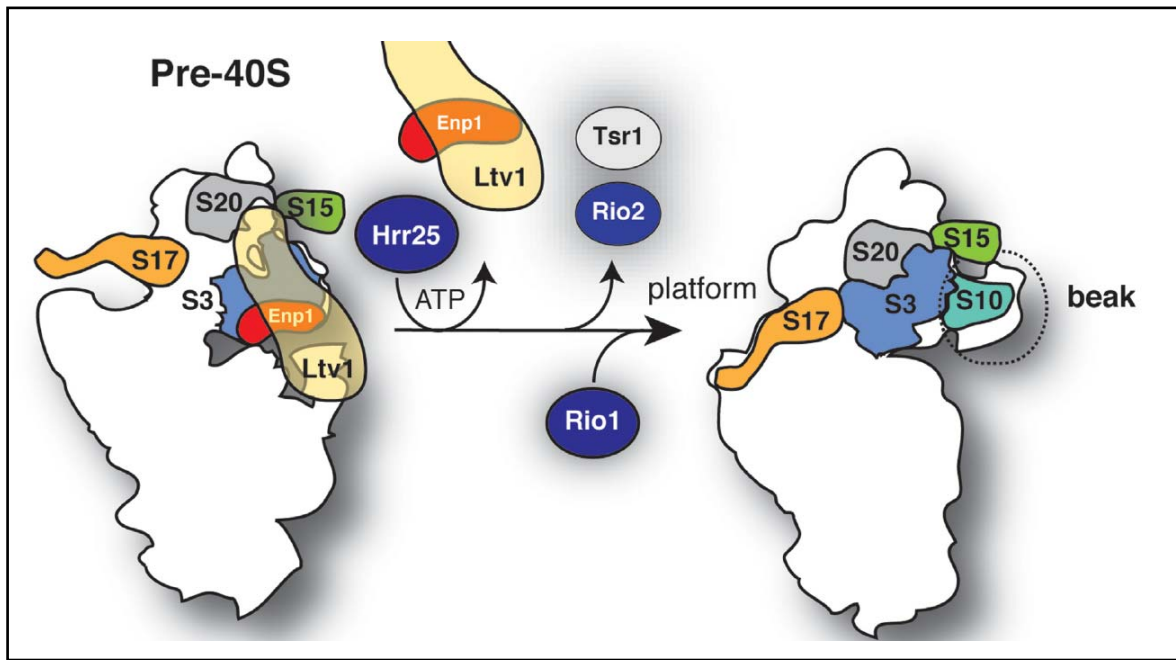 Pre-40S
S20
S15
S17
S3
Enp1
Ltv1
Enp1
Ltv1
Hrr25
ATP
Tsr1
Rio2
platform
Rio1
S15
S20
S10
S3
S17
beak